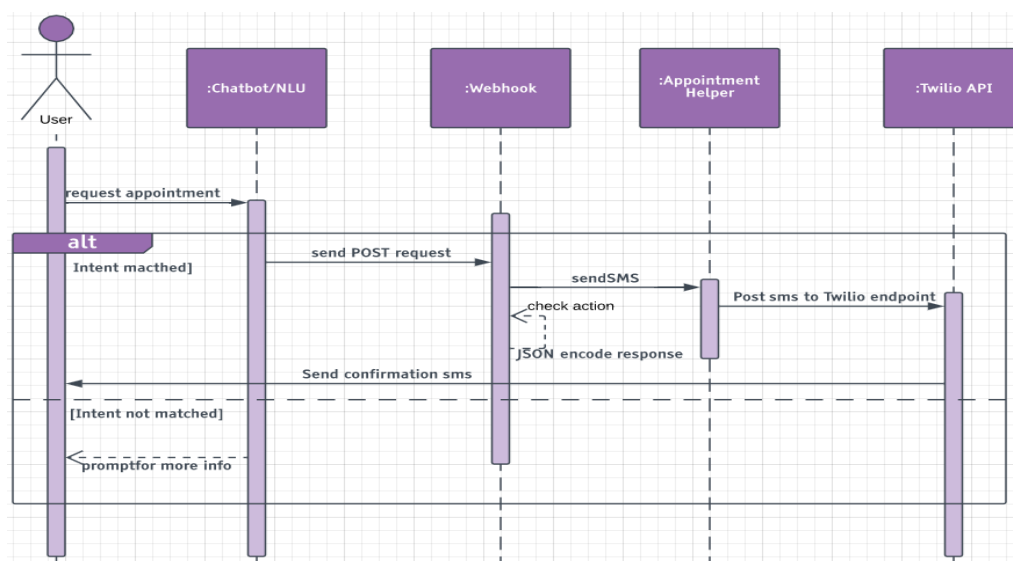 User
:Chatbot/NLU
:Webhook
:Appointment
Helper
:Twilio API
request appointment
alt
Intent macthed]
send POST request
sendSMS
Post sms to Twilio endpoint
check action
JSON encode response
Send confirmation sms
[Intent not matched]
promptfor more info